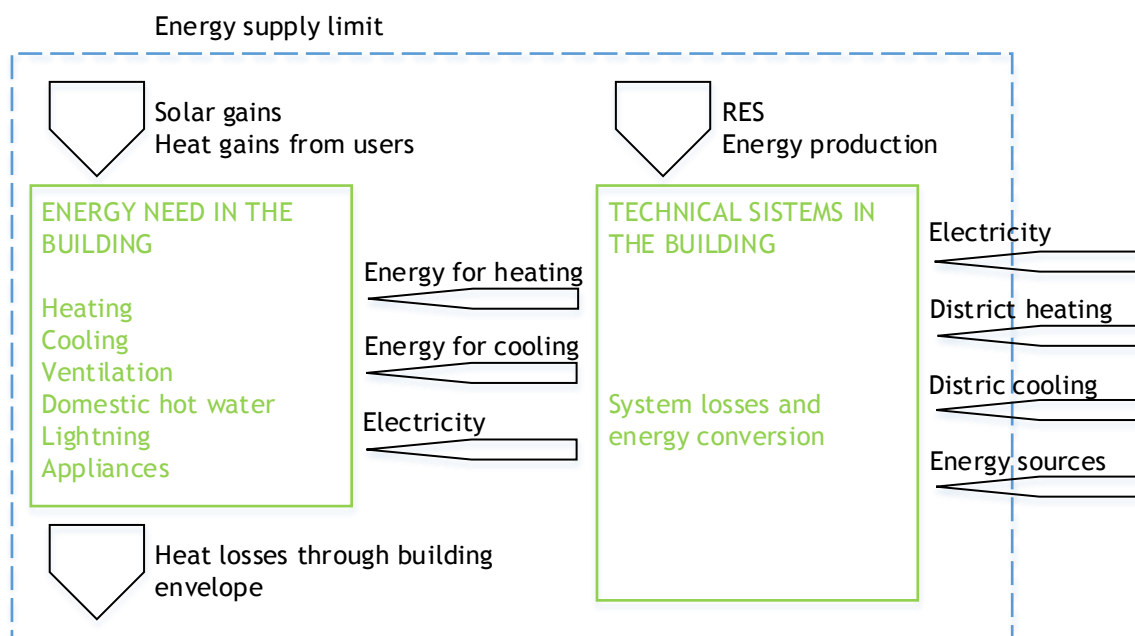 Energy supply limit
Solar gains
Heat gains from users
RES
Energy production
ENERGY NEED IN THE
BUILDING
Heating
Cooling
Ventilation
Domestic hot water
Lightning
Appliances
Energy for heating
Energy for cooling
Electricity
TECHNICAL SISTEMS IN
THE BUILDING
System losses and
energy conversion
Electricity
District heating
Distric cooling
Energy sources
Heat losses through building
envelope